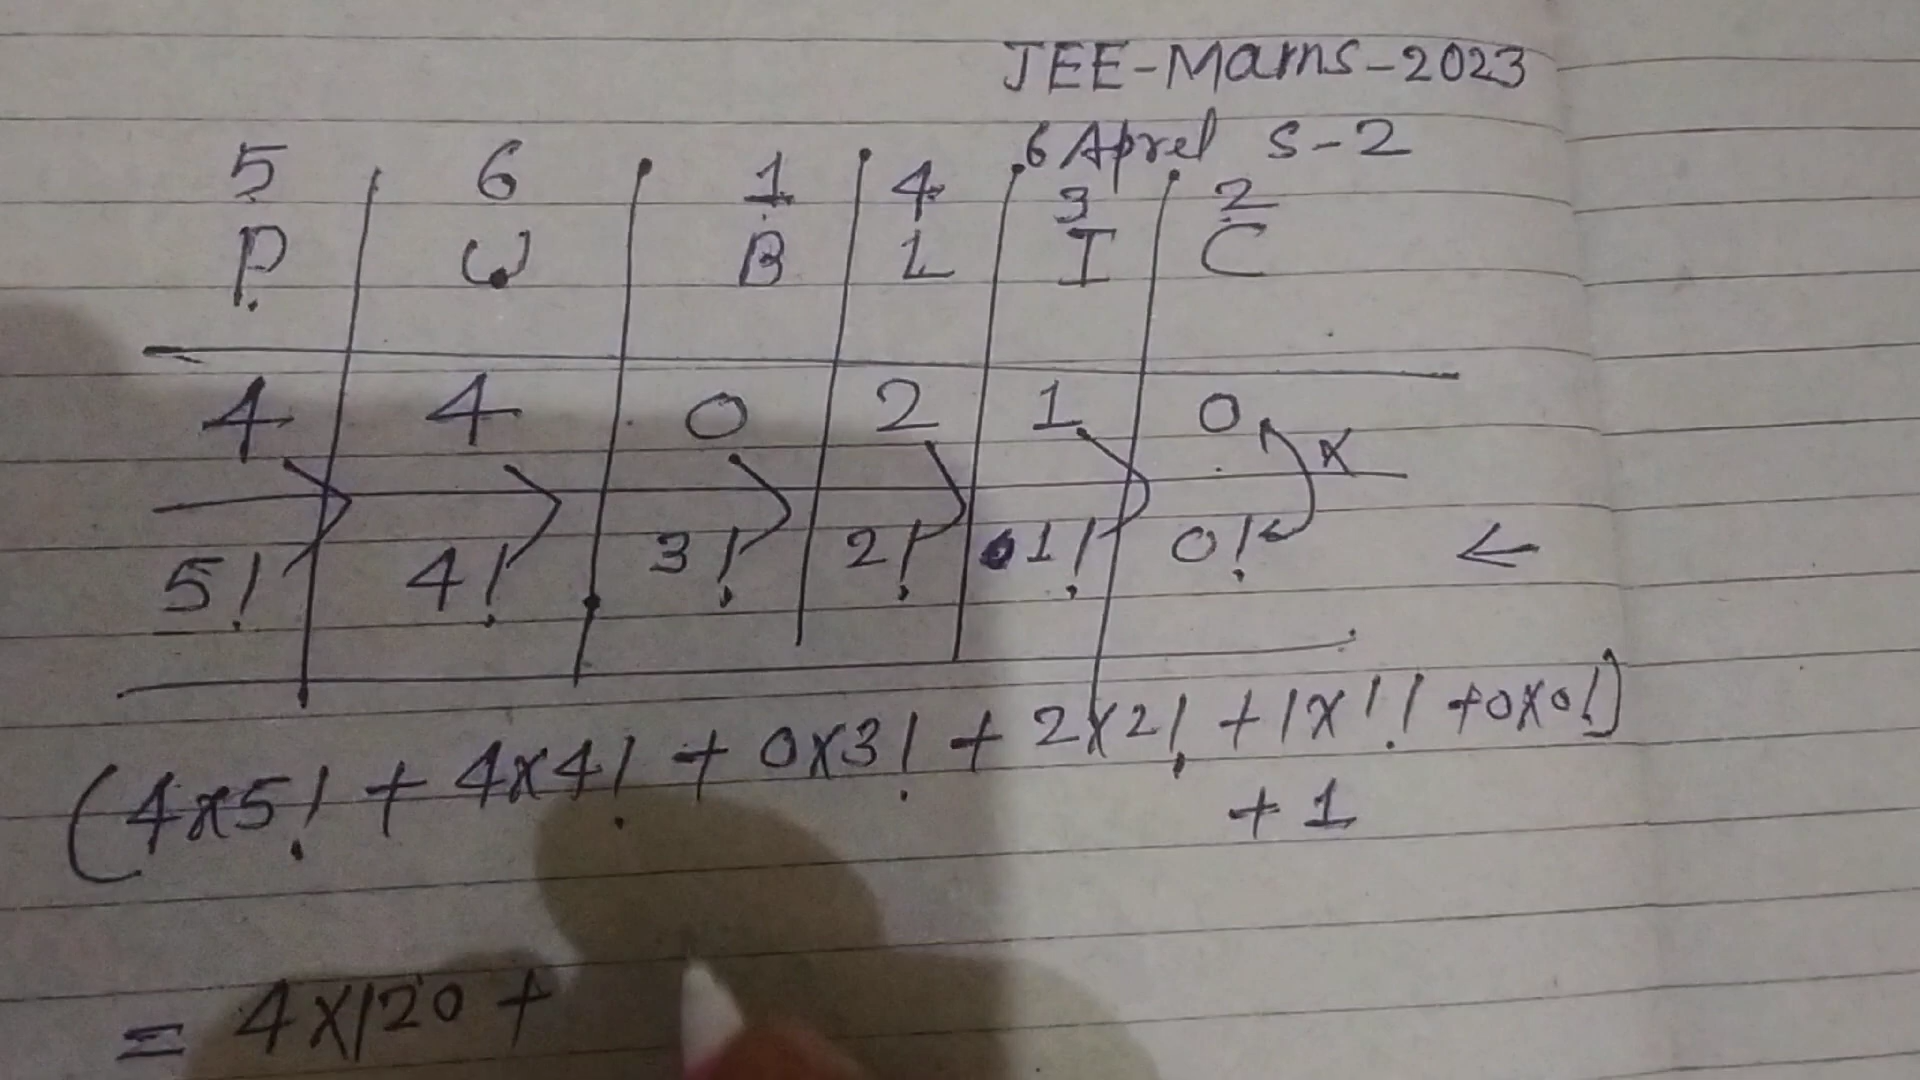 JEE-Mains-2023
6 Aprel S-2
5 6 1 4 3 2
P U B L I C
4 4 0 2 1 0 x
5! 4! 3! 2! 1! 0! ←
(4x5! + 4x4! + 0x3! + 2x2! + 1x1! + 0x0!)
+ 1
= 4x120 +